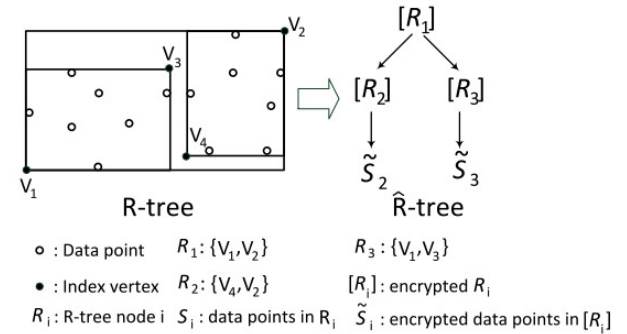 V₂
[R₁]
V₃
[R₂] [R₃]
V₄
S̃₂ S̃₃
V₁
R-tree R̂-tree
: Data point R₁: {V₁,V₂} R₃ : {V₁,V₃}
: Index vertex R₂: {V₄,V₂} [Rᵢ]: encrypted Rᵢ
Rᵢ: R-tree node i Sᵢ : data points in Rᵢ S̃ᵢ : encrypted data points in [Rᵢ]